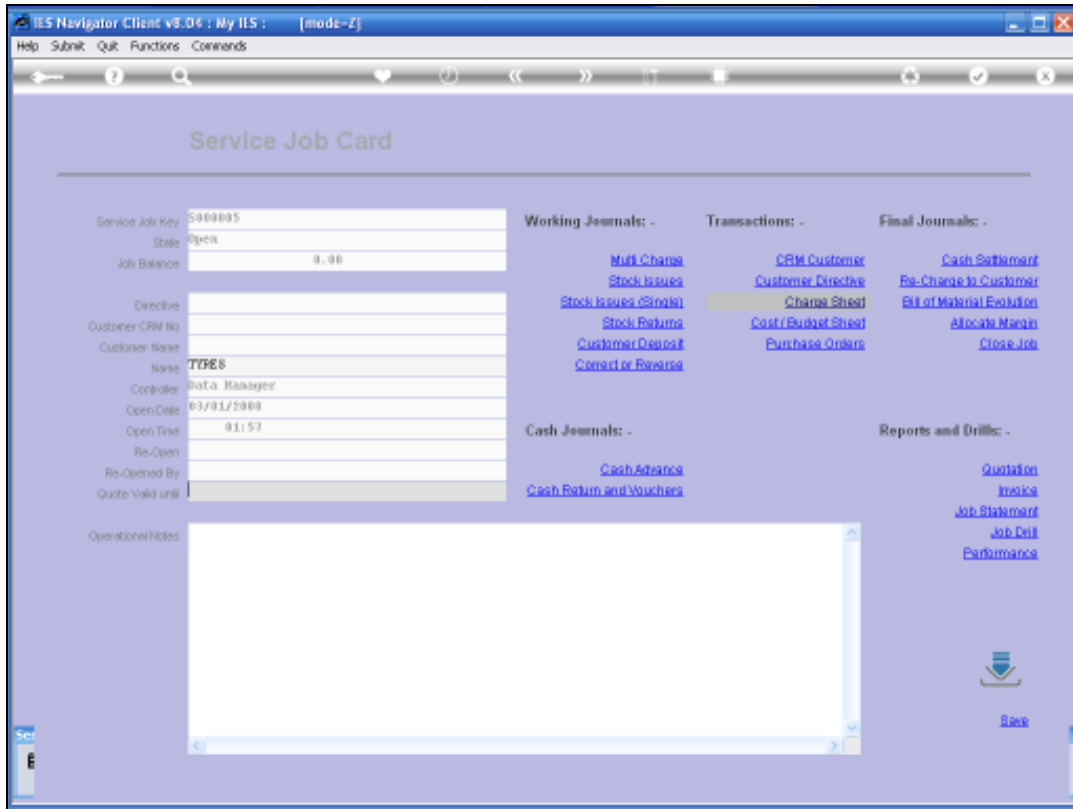 IES Navigator Client v8.04 : My IES : [mode=Z]
Help Submit Quit Functions Commands
Service Job Card
Service Job Key S000005
State Open
Job Balance 0.00
Directive
Customer CRM No
Customer Name
Name TYRES
Controller Data Manager
Open Date 03/01/2008
Open Time 01:57
Re-Open
Re-Opened By
Quote Valid until
Operational Notes
Working Journals: -
Multi Charge
Stock Issues
Stock Issues (Single)
Stock Returns
Customer Deposit
Correct or Reverse
Transactions: -
CRM Customer
Customer Directive
Charge Sheet
Cost / Budget Sheet
Purchase Orders
Final Journals: -
Cash Settlement
Re-Charge to Customer
Bill of Material Evolution
Allocate Margin
Close Job
Cash Journals: -
Cash Advance
Cash Return and Vouchers
Reports and Drills: -
Quotation
Invoice
Job Statement
Job Drill
Performance
Save